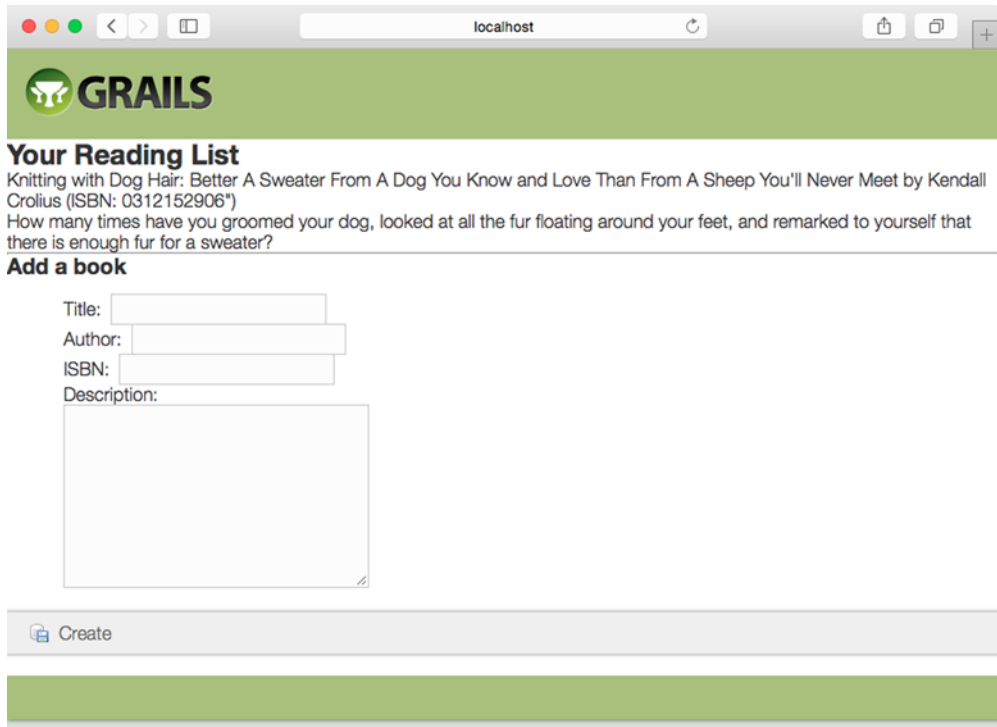 localhost
GRAILS
Your Reading List
Knitting with Dog Hair: Better A Sweater From A Dog You Know and Love Than From A Sheep You'll Never Meet by Kendall
Crolius (ISBN: 0312152906")
How many times have you groomed your dog, looked at all the fur floating around your feet, and remarked to yourself that
there is enough fur for a sweater?
Add a book
Title:
Author:
ISBN:
Description:
Create